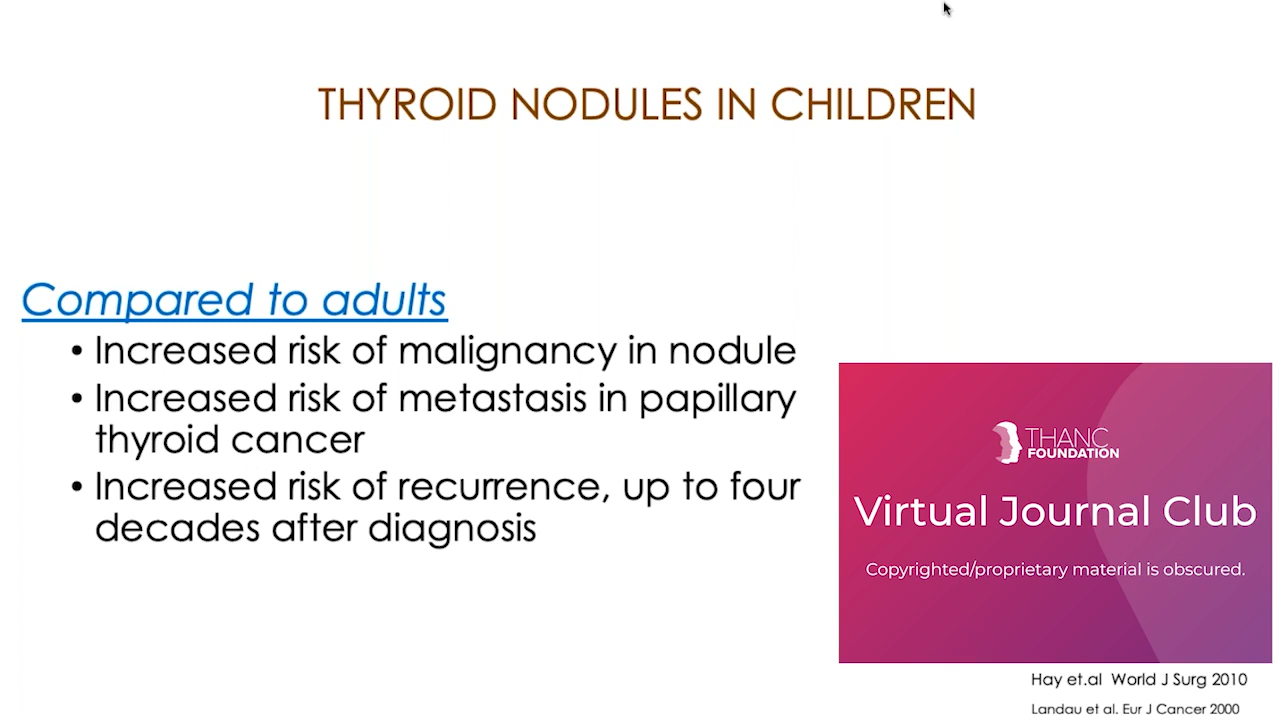 THYROID NODULES IN CHILDREN
Compared to adults
• Increased risk of malignancy in nodule
• Increased risk of metastasis in papillary
thyroid cancer
• Increased risk of recurrence, up to four
decades after diagnosis
THANC
FOUNDATION
Virtual Journal Club
Copyrighted/proprietary material is obscured.
Hay et.al World J Surg 2010
Landau et al. Eur J Cancer 2000